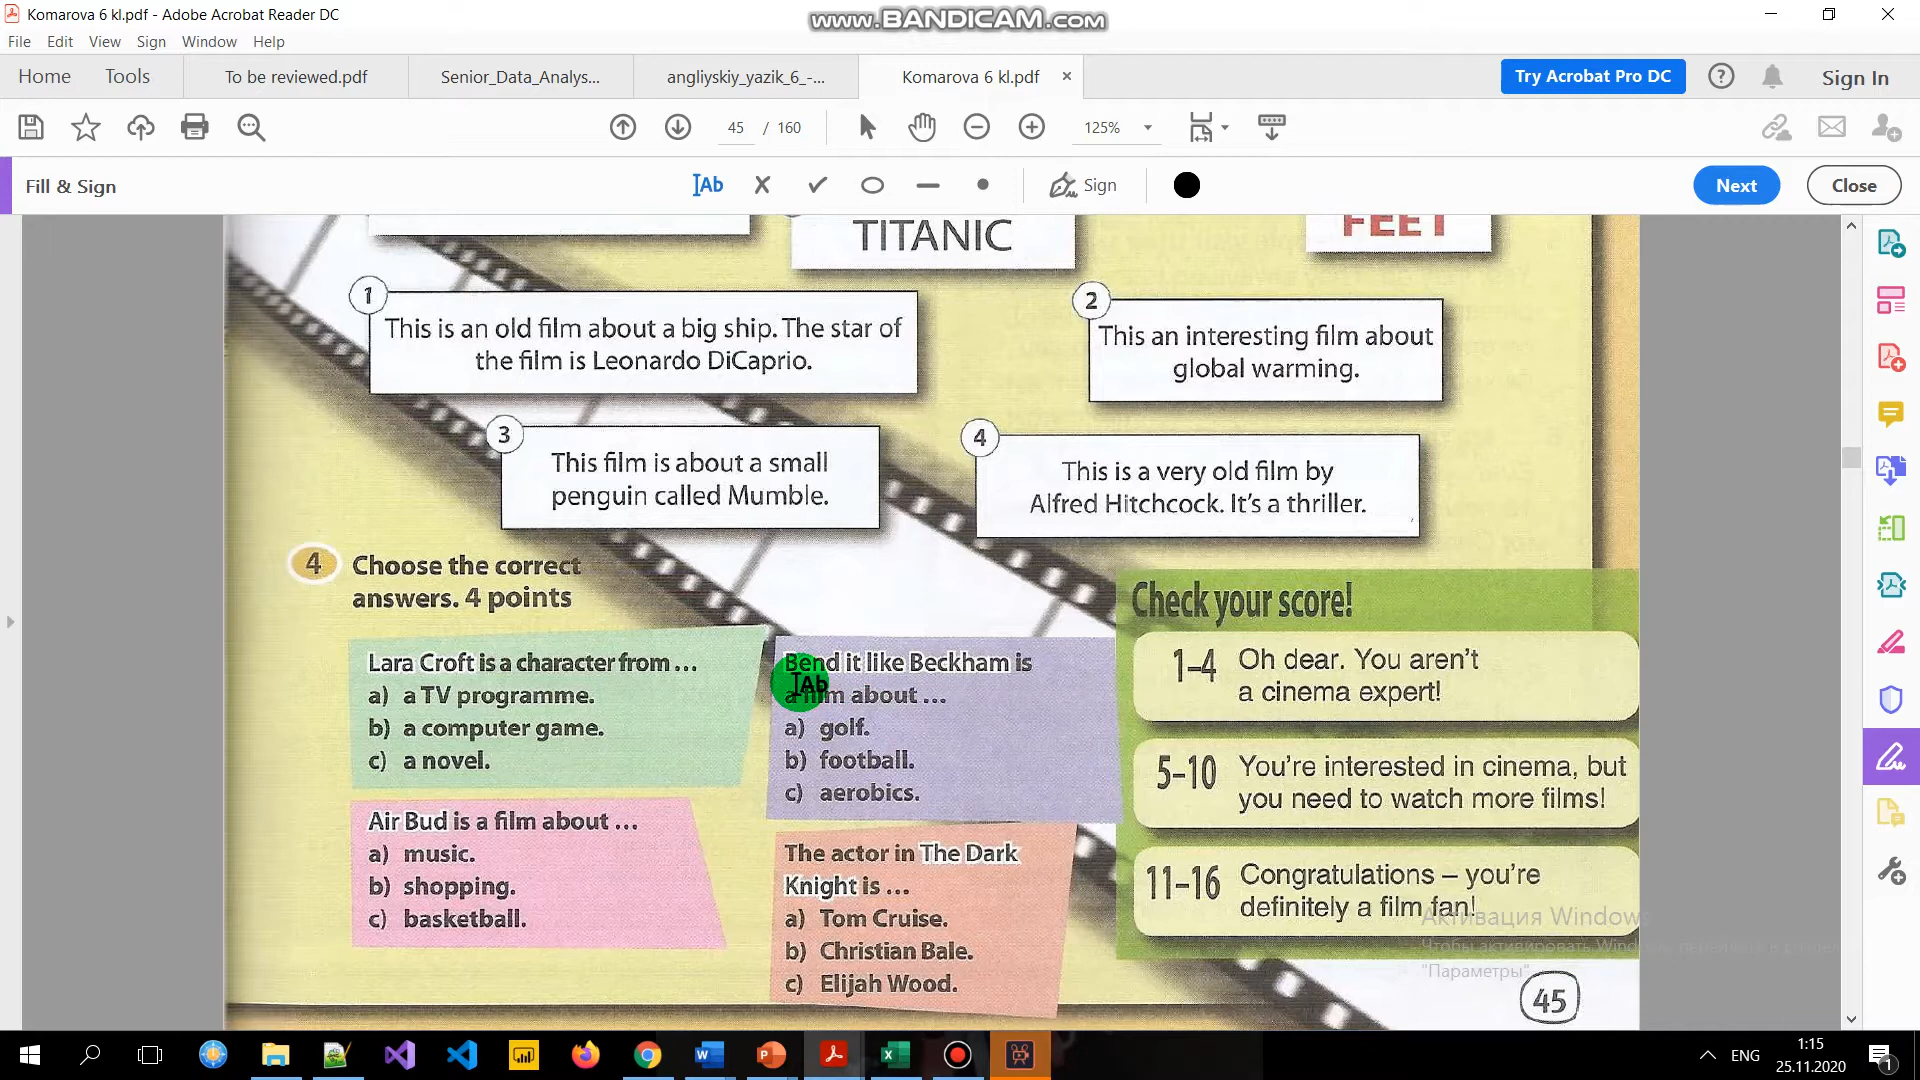 Komarova 6 kl.pdf - Adobe Acrobat Reader DC
www.BANDICAM.com
File Edit View Sign Window Help
Home Tools To be reviewed.pdf Senior_Data_Analys... angliyskiy_yazik_6_-... Komarova 6 kl.pdf × Try Acrobat Pro DC Sign In
45 / 160 125%
Fill & Sign Ab Sign Next Close
TITANIC
FEET
1
This is an old film about a big ship. The star of
the film is Leonardo DiCaprio.
2
This an interesting film about
global warming.
3
This film is about a small
penguin called Mumble.
4
This is a very old film by
Alfred Hitchcock. It's a thriller.
4 Choose the correct
answers. 4 points
Lara Croft is a character from ...
a) a TV programme.
b) a computer game.
c) a novel.
Bend it like Beckham is
a film about ...
a) golf.
b) football.
c) aerobics.
Air Bud is a film about ...
a) music.
b) shopping.
c) basketball.
The actor in The Dark
Knight is ...
a) Tom Cruise.
b) Christian Bale.
c) Elijah Wood.
Check your score!
1–4 Oh dear. You aren't
a cinema expert!
5–10 You're interested in cinema, but
you need to watch more films!
11–16 Congratulations – you're
definitely a film fan!
Активация Windows
Чтобы активировать Windows, перейдите в раздел
"Параметры".
45
ENG
1:15
25.11.2020
1